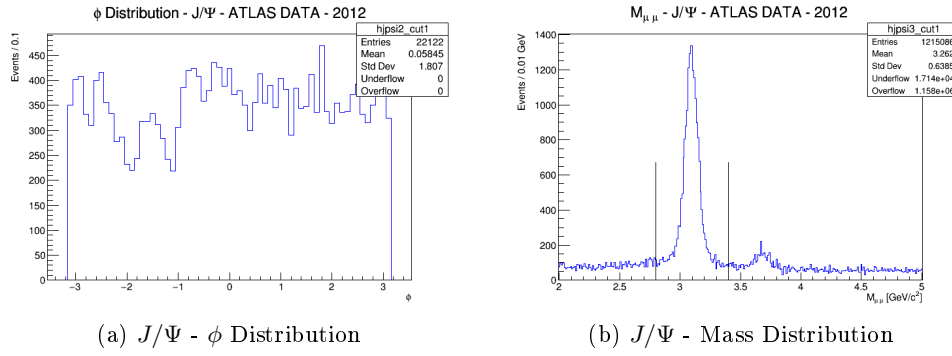 ϕ Distribution - J/Ψ - ATLAS DATA - 2012
hjpsi2_cut1
Entries 22122
Mean 0.05845
Std Dev 1.807
Underflow 0
Overflow 0
Events / 0.1
450
400
350
300
250
200
150
100
50
0
−3 −2 −1 0 1 2 3
ϕ
(a) J/Ψ - ϕ Distribution
M_μμ - J/Ψ - ATLAS DATA - 2012
hjpsi3_cut1
Entries 1215086
Mean 3.262
Std Dev 0.6385
Underflow 1.714e+04
Overflow 1.158e+06
Events / 0.01 GeV
1400
1200
1000
800
600
400
200
0
2 2.5 3 3.5 4 4.5 5
M_μμ [GeV/c²]
(b) J/Ψ - Mass Distribution